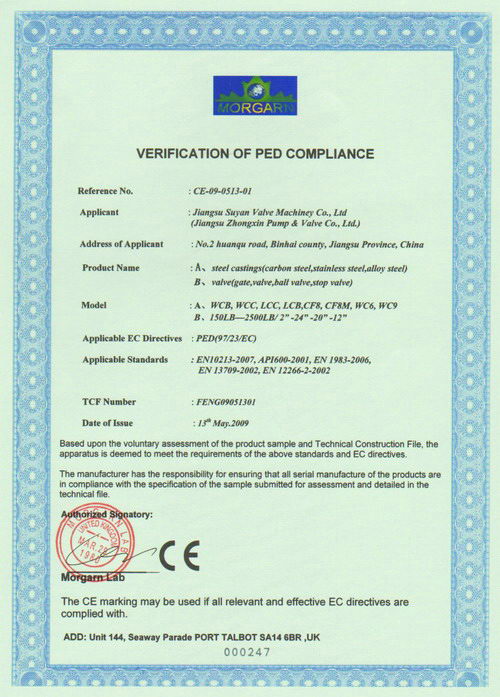 MORGARN
VERIFICATION OF PED COMPLIANCE
Reference No. : CE-09-0513-01
Applicant : Jiangsu Suyan Valve Machiney Co., Ltd
(Jiangsu Zhongxin Pump & Valve Co., Ltd.)
Address of Applicant : No.2 huanqu road, Binhai county, Jiangsu Province, China
Product Name : A、 steel castings(carbon steel,stainless steel,alloy steel)
B、 valve(gate,valve,ball valve,stop valve)
Model : A、 WCB, WCC, LCC, LCB,CF8, CF8M, WC6, WC9
B、150LB—2500LB/ 2" -24" -20" -12"
Applicable EC Directives : PED(97/23/EC)
Applicable Standards : EN10213-2007, API600-2001, EN 1983-2006,
EN 13709-2002, EN 12266-2-2002
TCF Number : FENG09051301
Date of Issue : 13th May.2009
Based upon the voluntary assessment of the product sample and Technical Construction File, the
apparatus is deemed to meet the requirements of the above standards and EC directives.
The manufacturer has the responsibility for ensuring that all serial manufacture of the products are
in compliance with the specification of the sample submitted for assessment and detailed in the
technical file.
Authorized Signatory:
MORGARN LAB
UNITED KINGDOM
MAR. 28
CE
Morgarn Lab
The CE marking may be used if all relevant and effective EC directives are
complied with.
ADD: Unit 144, Seaway Parade PORT TALBOT SA14 6BR ,UK
000247